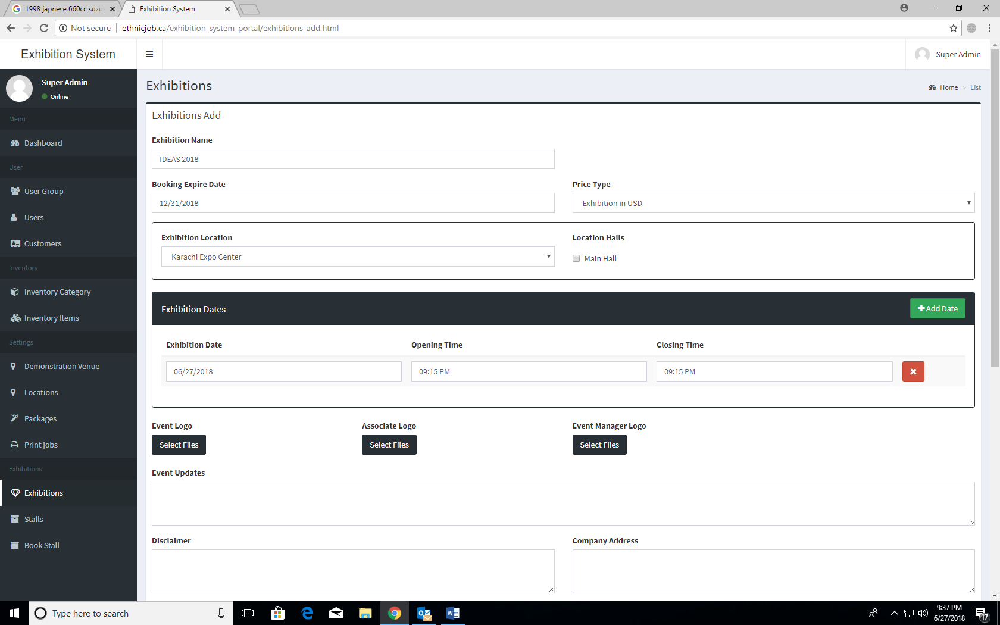 1998 japnese 660cc suzu
Exhibition System
Not secure
ethnicjob.ca/exhibition_system_portal/exhibitions-add.html
Exhibition System
Super Admin
Super Admin
Online
Menu
Dashboard
User
User Group
Users
Customers
Inventory
Inventory Category
Inventory Items
Settings
Demonstration Venue
Locations
Packages
Print jobs
Exhibitions
Exhibitions
Stalls
Book Stall
Exhibitions
Home > List
Exhibitions Add
Exhibition Name
IDEAS 2018
Booking Expire Date
12/31/2018
Price Type
Exhibition in USD
Exhibition Location
Karachi Expo Center
Location Halls
Main Hall
Exhibition Dates
Add Date
Exhibition Date Opening Time Closing Time
06/27/2018 09:15 PM 09:15 PM
Event Logo Associate Logo Event Manager Logo
Select Files Select Files Select Files
Event Updates
Disclaimer
Company Address
Type here to search
9:37 PM
6/27/2018
17